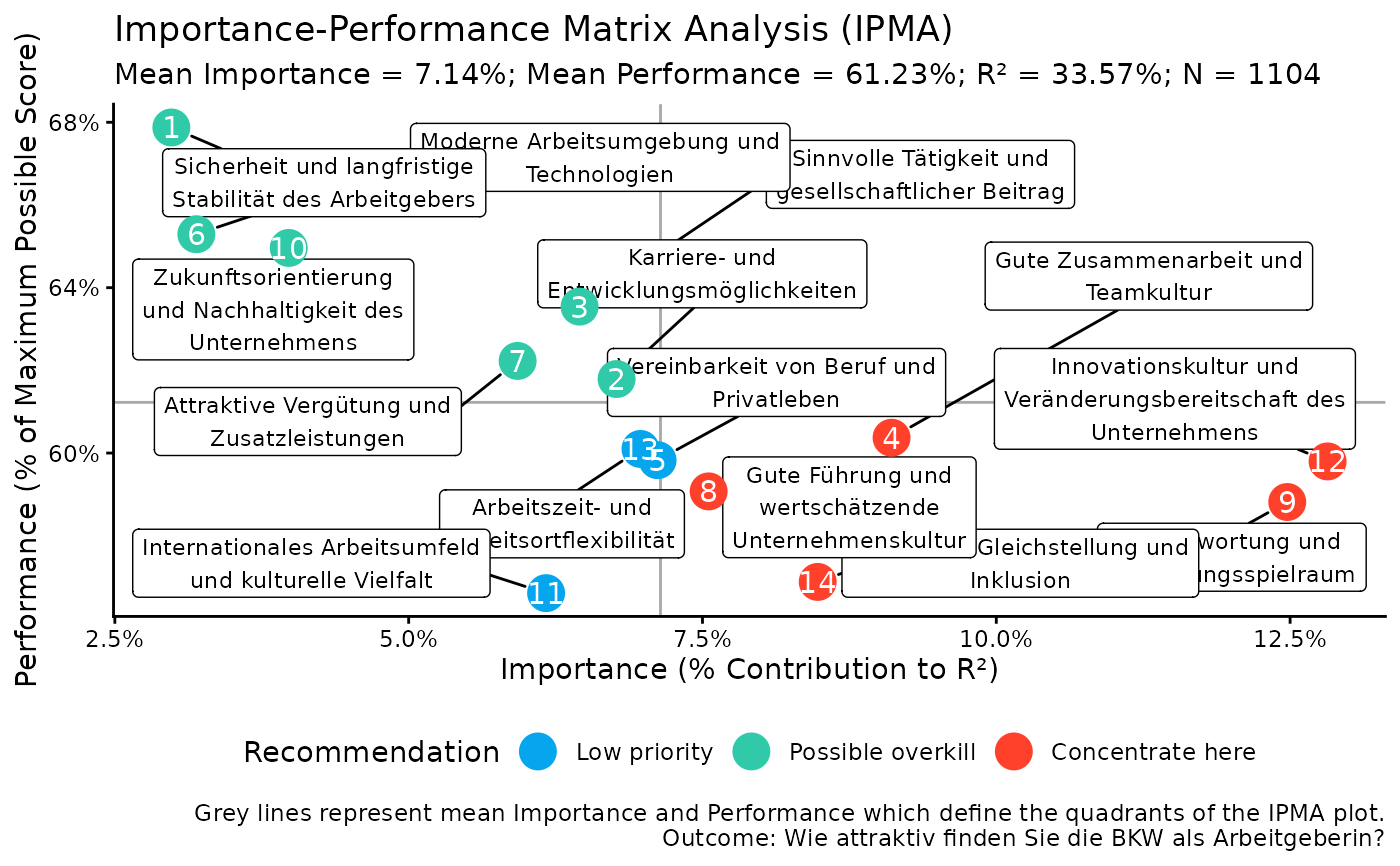 Importance-Performance Matrix Analysis (IPMA)
Mean Importance = 7.14%; Mean Performance = 61.23%; R² = 33.57%; N = 1104
Performance (% of Maximum Possible Score)
68%
64%
60%
1
Moderne Arbeitsumgebung und
Technologien
Sinnvolle Tätigkeit und
gesellschaftlicher Beitrag
Sicherheit und langfristige
Stabilität des Arbeitgebers
6
10
Zukunftsorientierung
und Nachhaltigkeit des
Unternehmens
Karriere- und
Entwicklungsmöglichkeiten
3
Gute Zusammenarbeit und
Teamkultur
7
2
Vereinbarkeit von Beruf und
Privatleben
Innovationskultur und
Veränderungsbereitschaft des
Unternehmens
Attraktive Vergütung und
Zusatzleistungen
4
13
5
12
8
Gute Führung und
wertschätzende
Unternehmenskultur
9
Arbeitszeit- und
Internationales Arbeitsumfeld
und kulturelle Vielfalt
11
14
Gleichstellung und
Inklusion
und
2.5%
5.0%
7.5%
10.0%
12.5%
Importance (% Contribution to R²)
Recommendation
Low priority
Possible overkill
Concentrate here
Grey lines represent mean Importance and Performance which define the quadrants of the IPMA plot.
Outcome: Wie attraktiv finden Sie die BKW als Arbeitgeberin?